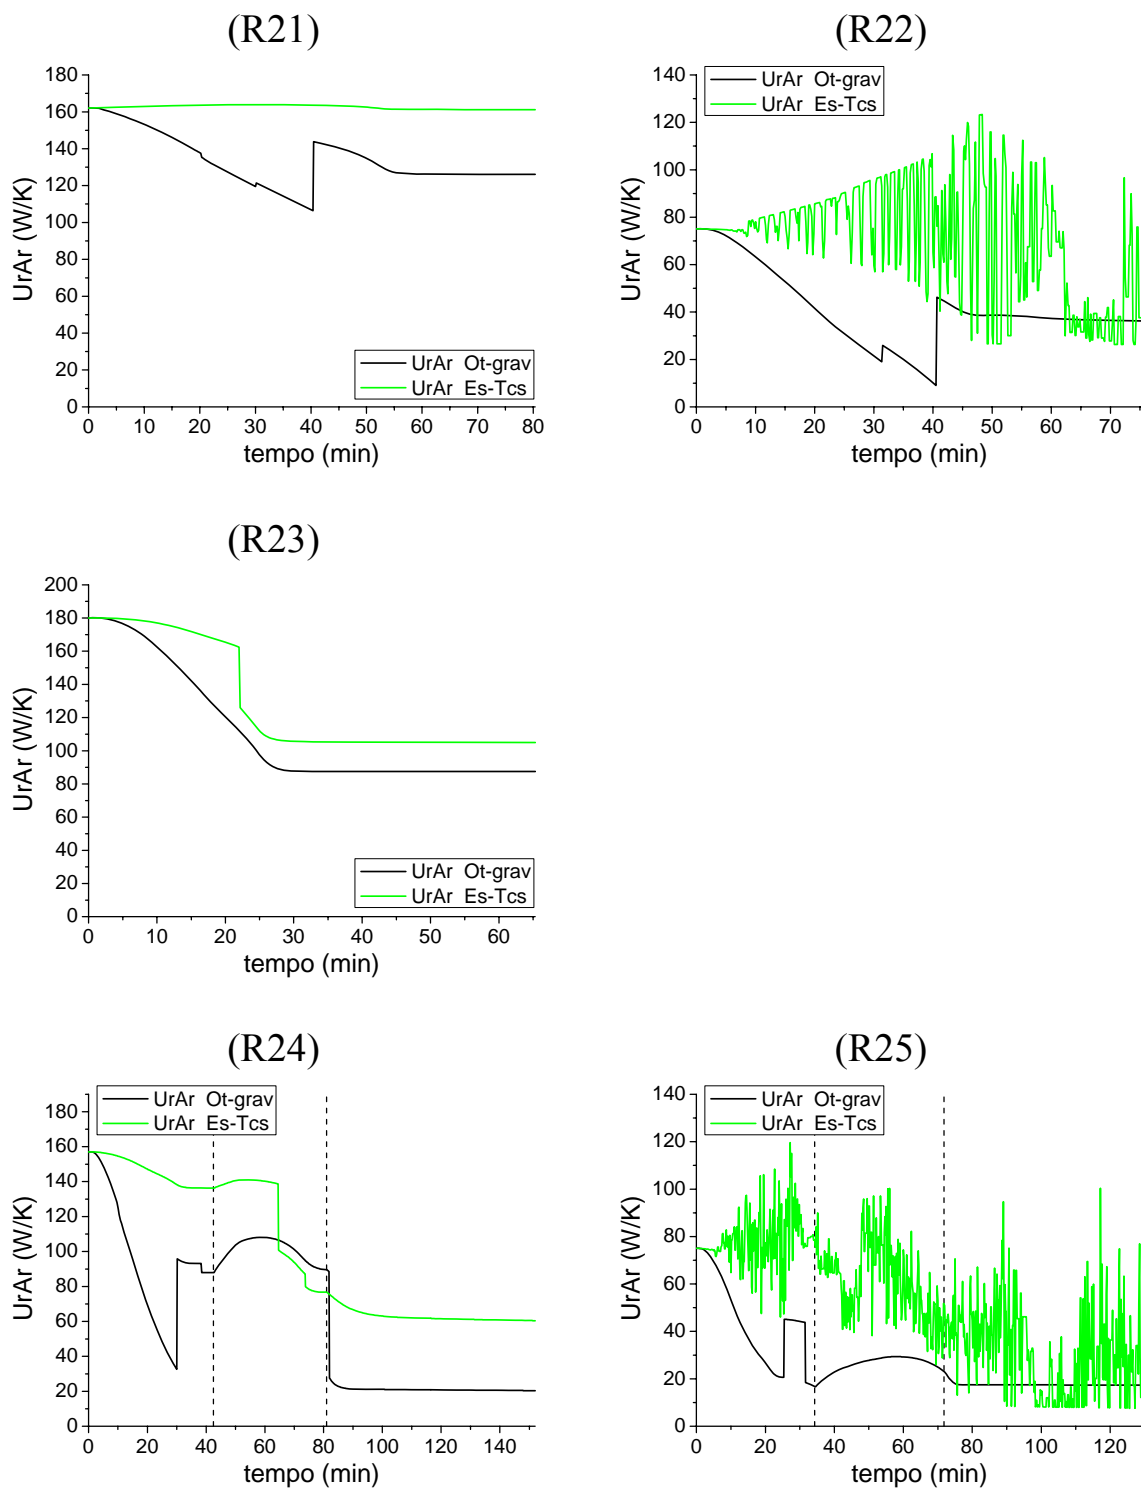 (R21)
180
160
140
120
100
80
60
40
20
0
UrAr (W/K)
UrAr Ot-grav
UrAr Es-Tcs
0 10 20 30 40 50 60 70 80
tempo (min)
(R22)
140
120
100
80
60
40
20
0
UrAr (W/K)
UrAr Ot-grav
UrAr Es-Tcs
0 10 20 30 40 50 60 70
tempo (min)
(R23)
200
180
160
140
120
100
80
60
40
20
0
UrAr (W/K)
UrAr Ot-grav
UrAr Es-Tcs
0 10 20 30 40 50 60
tempo (min)
(R24)
180
160
140
120
100
80
60
40
20
0
UrAr (W/K)
UrAr Ot-grav
UrAr Es-Tcs
0 20 40 60 80 100 120 140
tempo (min)
(R25)
140
120
100
80
60
40
20
0
UrAr (W/K)
UrAr Ot-grav
UrAr Es-Tcs
0 20 40 60 80 100 120
tempo (min)